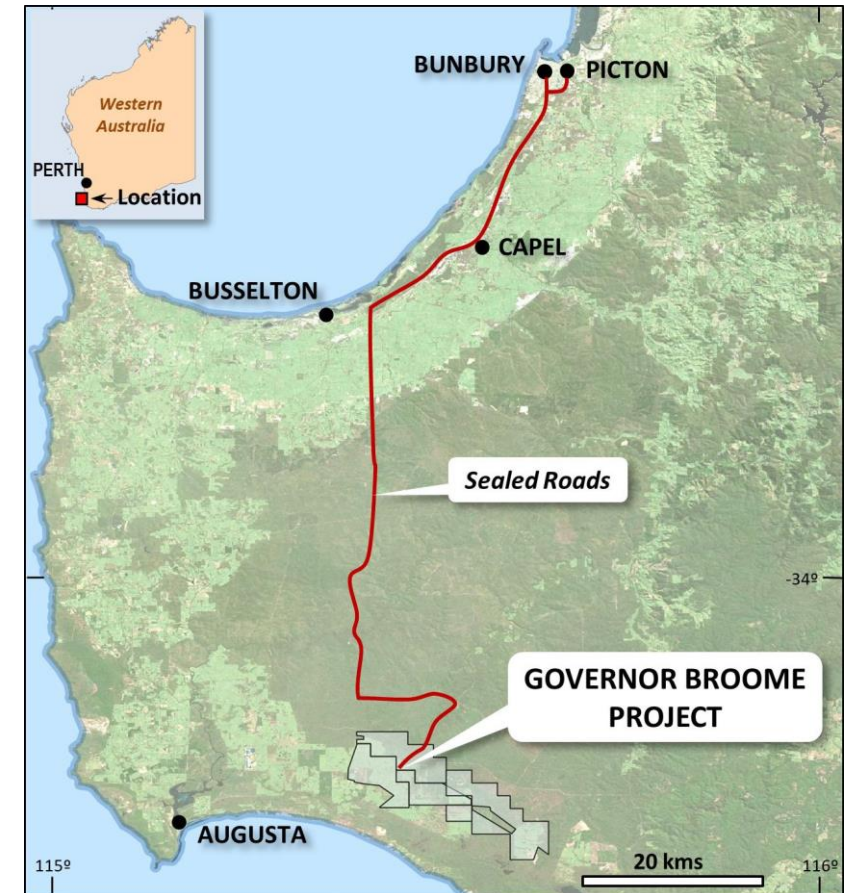 Western
Australia
PERTH
Location
BUNBURY
PICTON
CAPEL
BUSSELTON
Sealed Roads
-34º
GOVERNOR BROOME
PROJECT
AUGUSTA
20 kms
115º
116º